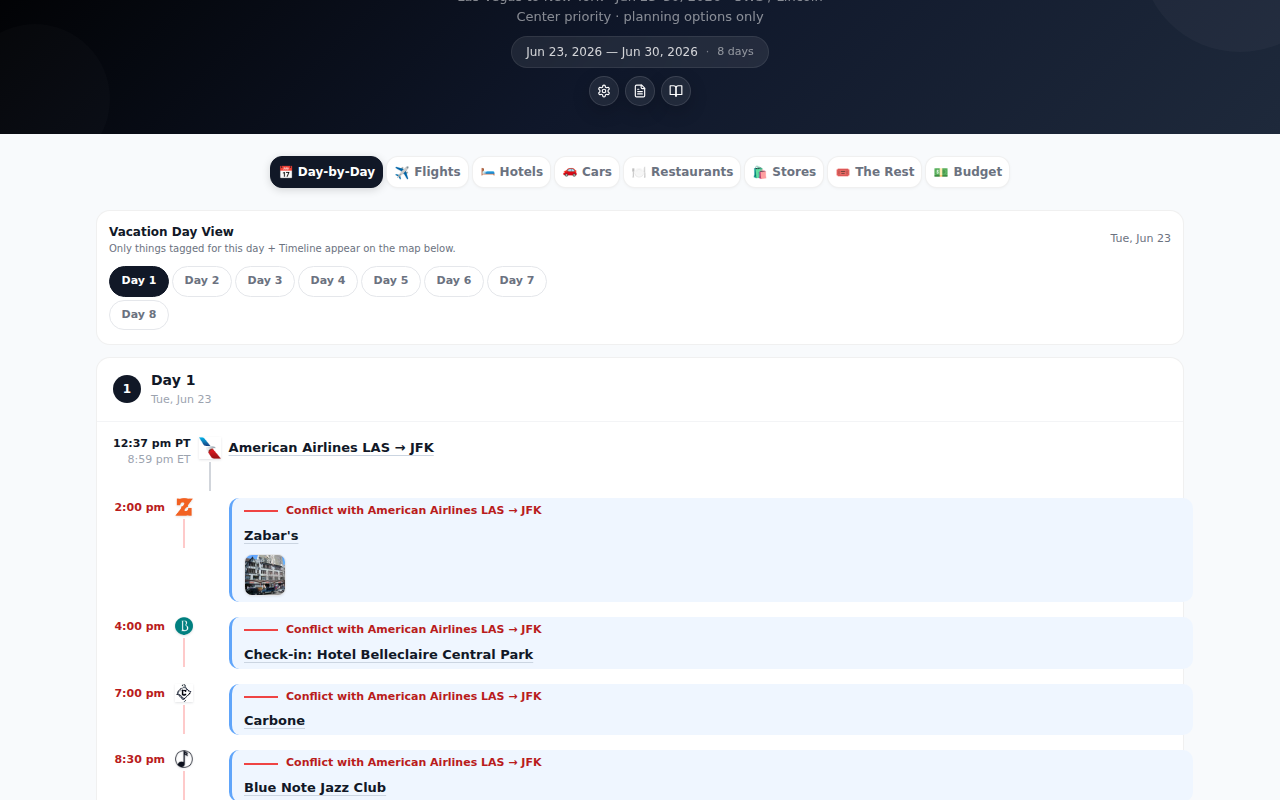 Center priority · planning options only
Jun 23, 2026 — Jun 30, 2026 · 8 days
📅 Day-by-Day
✈️ Flights
🛏️ Hotels
🚗 Cars
🍽️ Restaurants
🛍️ Stores
🎟️ The Rest
💵 Budget
Vacation Day View
Only things tagged for this day + Timeline appear on the map below.
Tue, Jun 23
Day 1
Day 2
Day 3
Day 4
Day 5
Day 6
Day 7
Day 8
1
Day 1
Tue, Jun 23
12:37 pm PT
8:59 pm ET
American Airlines LAS → JFK
2:00 pm
Conflict with American Airlines LAS → JFK
Zabar's
4:00 pm
Conflict with American Airlines LAS → JFK
Check-in: Hotel Belleclaire Central Park
7:00 pm
Conflict with American Airlines LAS → JFK
Carbone
8:30 pm
Conflict with American Airlines LAS → JFK
Blue Note Jazz Club